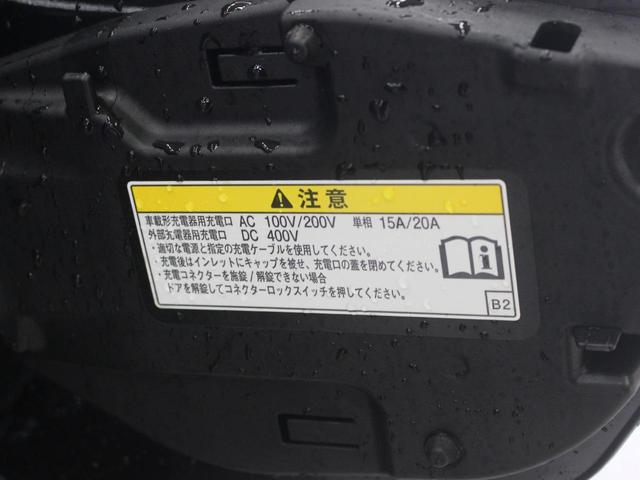 ⚠注意
車載形充電器用充電口 AC 100V/200V 単相 15A/20A
外部充電器用充電口 DC 400V
・適切な電源と指定の充電ケーブルを使用してください。
・充電後はインレットにキャップを被せ、充電口の蓋を閉めてください。
・充電コネクターを施錠/解錠できない場合
ドアを解錠してコネクターロックスイッチを押してください。
B2